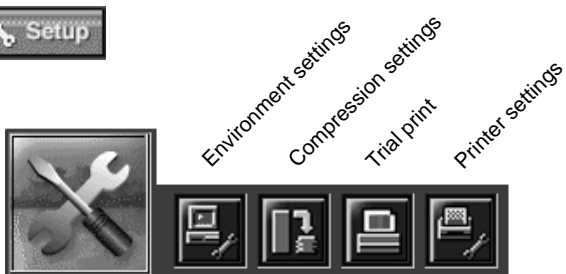 Setup
Environment settings
Compression settings
Trial print
Printer settings